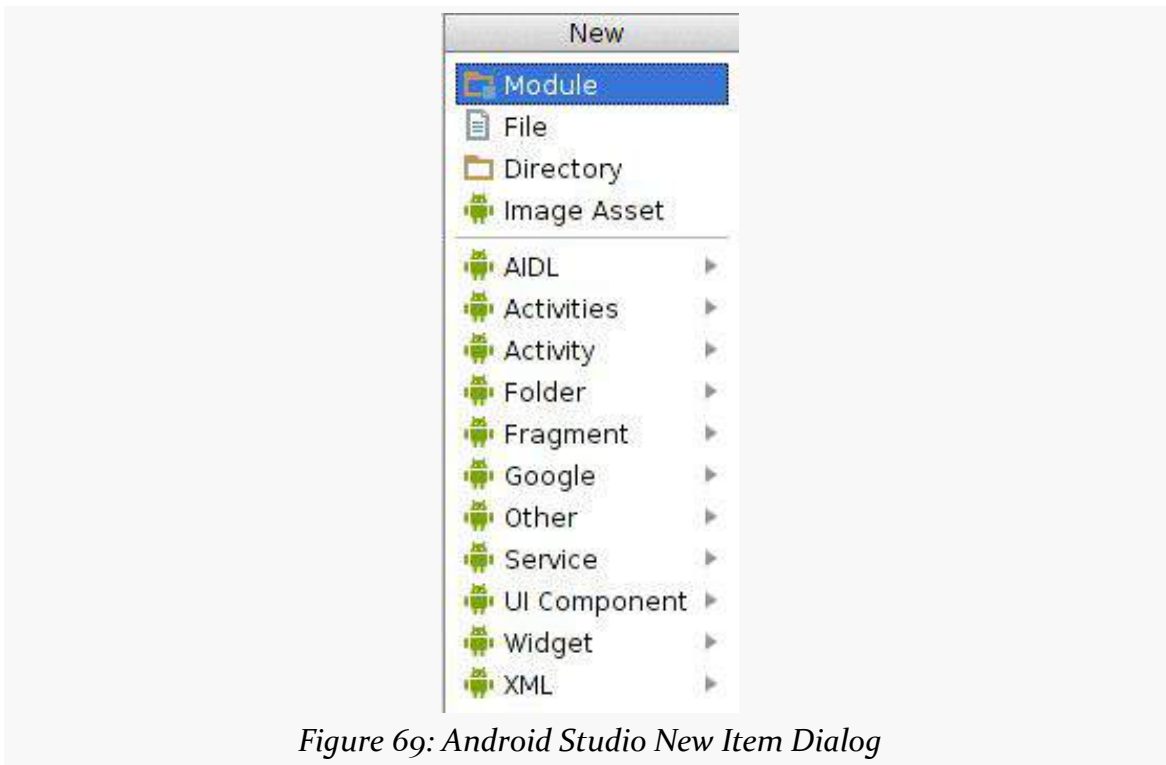 New
Module
File
Directory
Image Asset
AIDL
Activities
Activity
Folder
Fragment
Google
Other
Service
UI Component
Widget
XML
Figure 69: Android Studio New Item Dialog